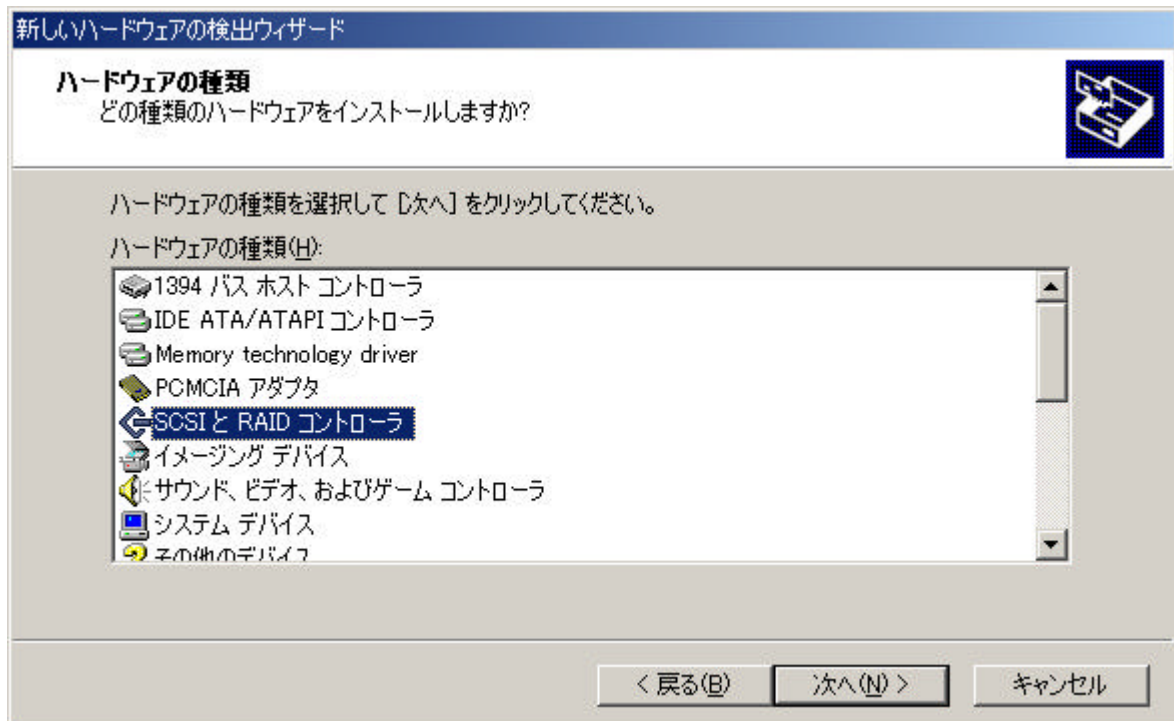 新しいハードウェアの検出ウィザード
ハードウェアの種類
どの種類のハードウェアをインストールしますか?
ハードウェアの種類を選択して [次へ] をクリックしてください。
ハードウェアの種類(H):
1394 バス ホスト コントローラ
IDE ATA/ATAPI コントローラ
Memory technology driver
PCMCIA アダプタ
SCSI と RAID コントローラ
イメージング デバイス
サウンド、ビデオ、およびゲーム コントローラ
システム デバイス
その他のデバイス
< 戻る(B)
次へ(N) >
キャンセル